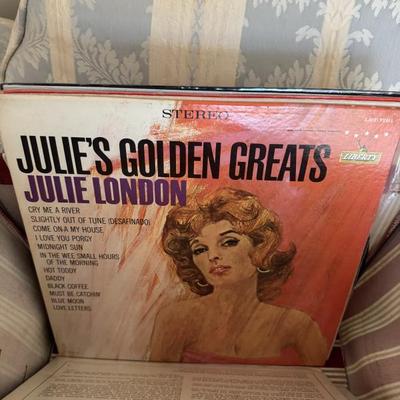 STEREO
JULIE'S GOLDEN GREATS
JULIE LONDON
LIBERTY
CRY ME A RIVER
SLIGHTLY OUT OF TUNE (DESAFINADO)
COME ON-A MY HOUSE
I LOVE YOU PORGY
MIDNIGHT SUN
IN THE WEE SMALL HOURS
OF THE MORNING
HOT TODDY
DADDY
BLACK COFFEE
MUST BE CATCHIN'
BLUE MOON
LOVE LETTERS